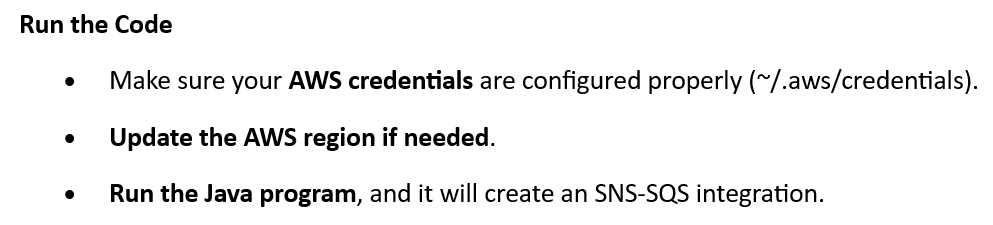 Run the Code
• Make sure your AWS credentials are configured properly (~/.aws/credentials).
• Update the AWS region if needed.
• Run the Java program, and it will create an SNS-SQS integration.